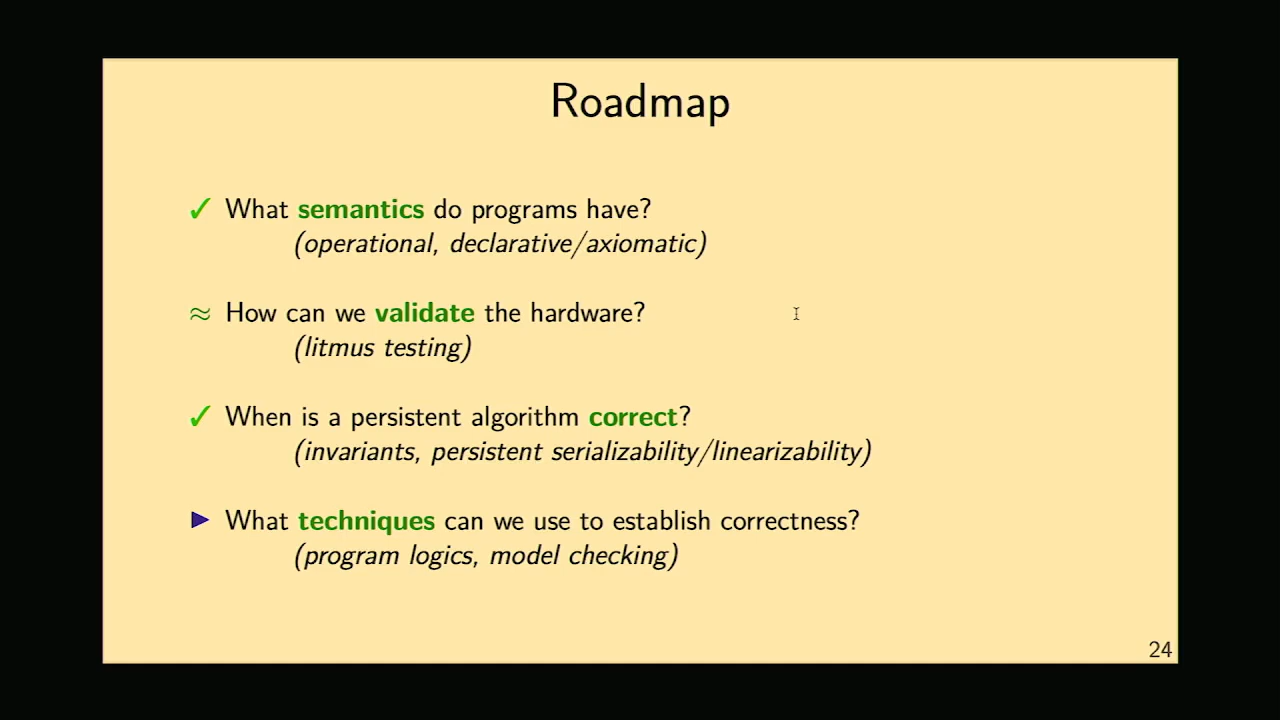 Roadmap
✓ What semantics do programs have?
(operational, declarative/axiomatic)
≈ How can we validate the hardware?
(litmus testing)
✓ When is a persistent algorithm correct?
(invariants, persistent serializability/linearizability)
▶ What techniques can we use to establish correctness?
(program logics, model checking)
24